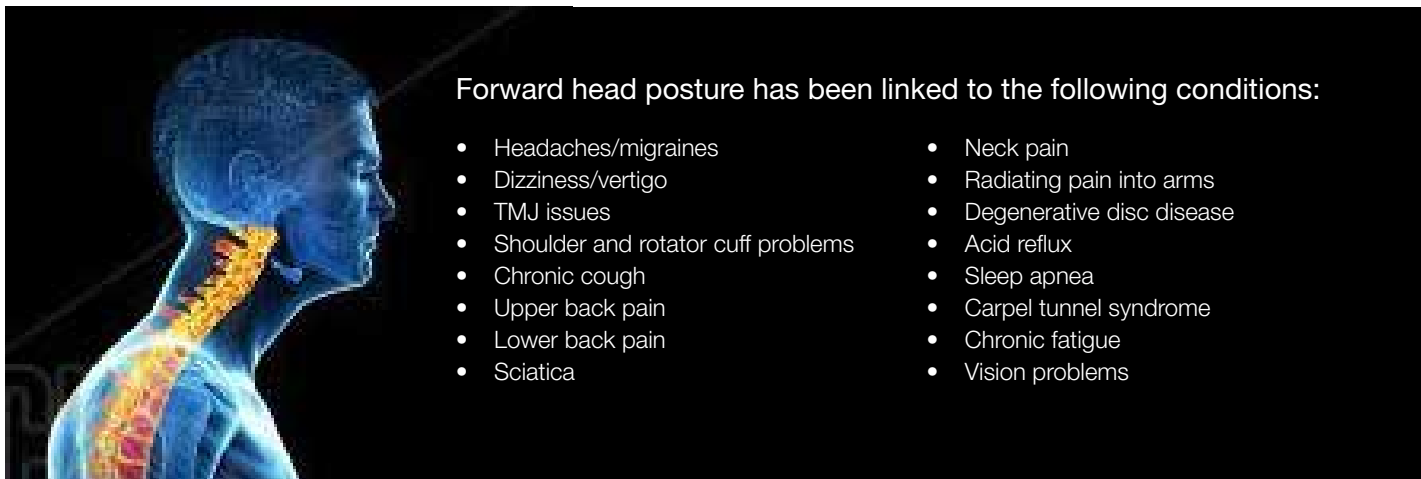 Forward head posture has been linked to the following conditions:
• Headaches/migraines
• Dizziness/vertigo
• TMJ issues
• Shoulder and rotator cuff problems
• Chronic cough
• Upper back pain
• Lower back pain
• Sciatica
• Neck pain
• Radiating pain into arms
• Degenerative disc disease
• Acid reflux
• Sleep apnea
• Carpel tunnel syndrome
• Chronic fatigue
• Vision problems